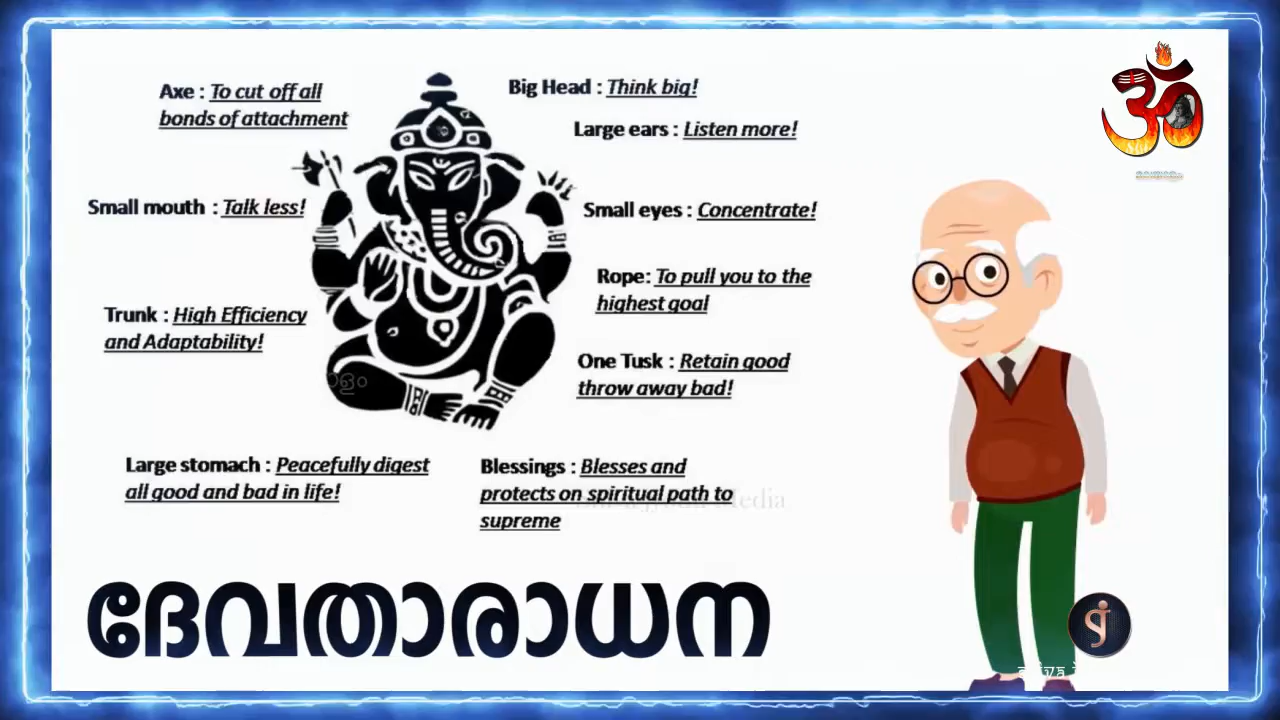 Axe : To cut off all
bonds of attachment
Big Head : Think big!
Large ears : Listen more!
Small mouth : Talk less!
Small eyes : Concentrate!
Rope: To pull you to the
highest goal
Trunk : High Efficiency
and Adaptability!
One Tusk : Retain good
throw away bad!
Large stomach : Peacefully digest
all good and bad in life!
Blessings : Blesses and
protects on spiritual path to
supreme
Media
ദേവതാരാധന